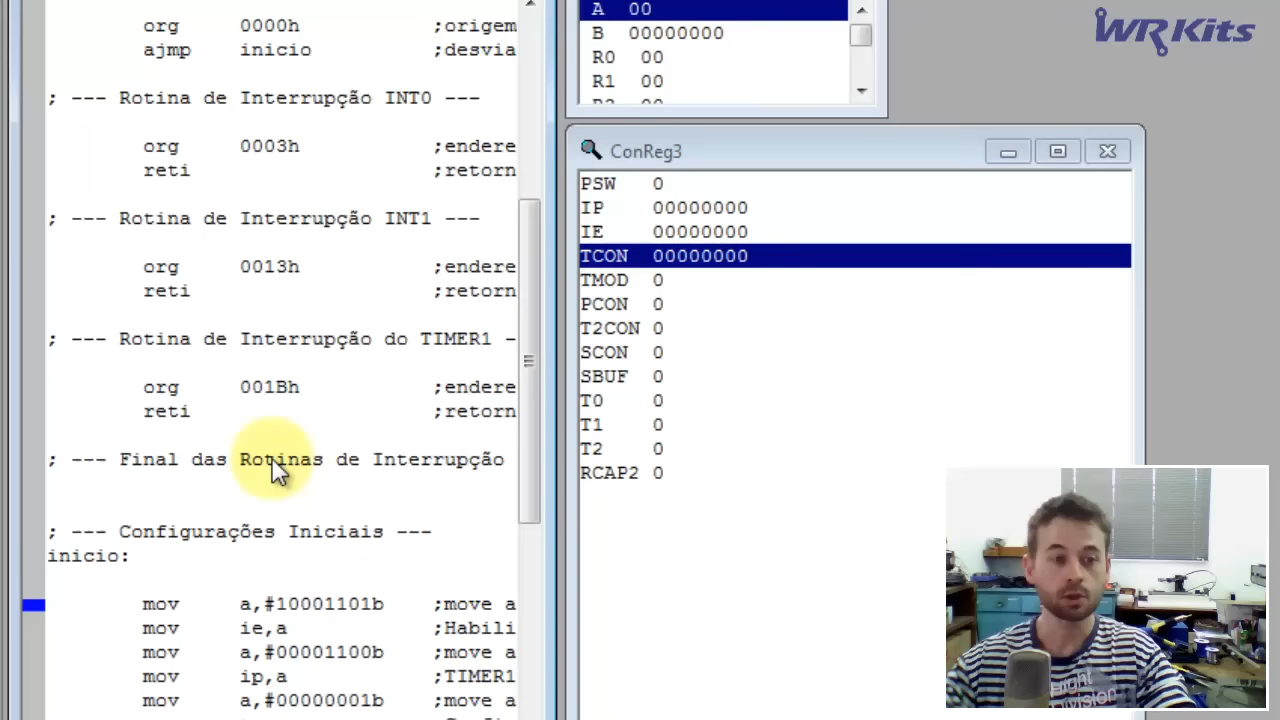 org 0000h ;origem
ajmp inicio ;desvia
; --- Rotina de Interrupção INT0 ---
org 0003h ;endere
reti ;retorn
; --- Rotina de Interrupção INT1 ---
org 0013h ;endere
reti ;retorn
; --- Rotina de Interrupção do TIMER1 -
org 001Bh ;endere
reti ;retorn
; --- Final das Rotinas de Interrupção
; --- Configurações Iniciais ---
inicio:
mov a,#10001101b ;move a
mov ie,a ;Habili
mov a,#00001100b ;move a
mov ip,a ;TIMER1
mov a,#00000001b ;move a
A 00
B 00000000
R0 00
R1 00
WR Kits
ConReg3
PSW 0
IP 00000000
IE 00000000
TCON 00000000
TMOD 0
PCON 0
T2CON 0
SCON 0
SBUF 0
T0 0
T1 0
T2 0
RCAP2 0
Division